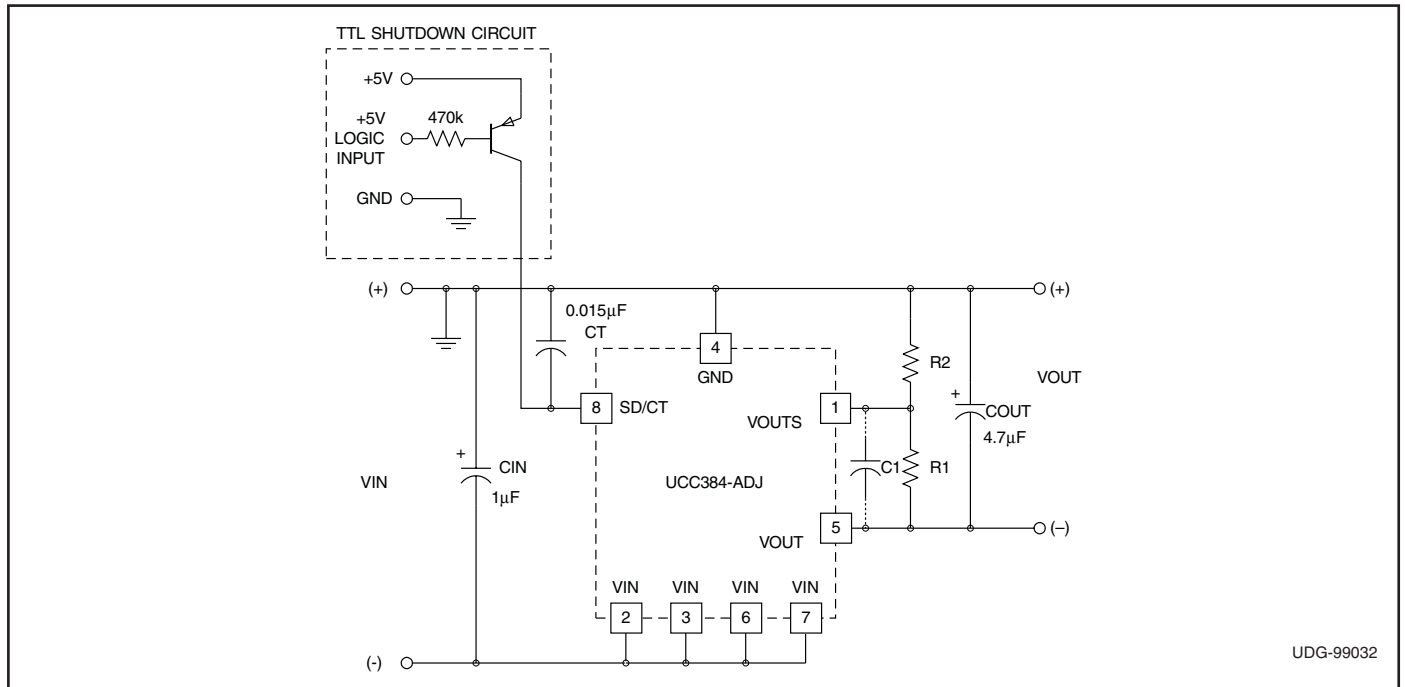 TTL SHUTDOWN CIRCUIT
+5V
+5V
LOGIC
INPUT
470k
GND
(+)
(+)
0.015µF
CT
4
GND
R2
VOUT
8
SD/CT
VOUTS
1
+
COUT
4.7µF
+
CIN
1µF
VIN
UCC384-ADJ
C1
R1
VOUT
5
(–)
VIN
VIN
VIN
VIN
2
3
6
7
(-)
UDG-99032